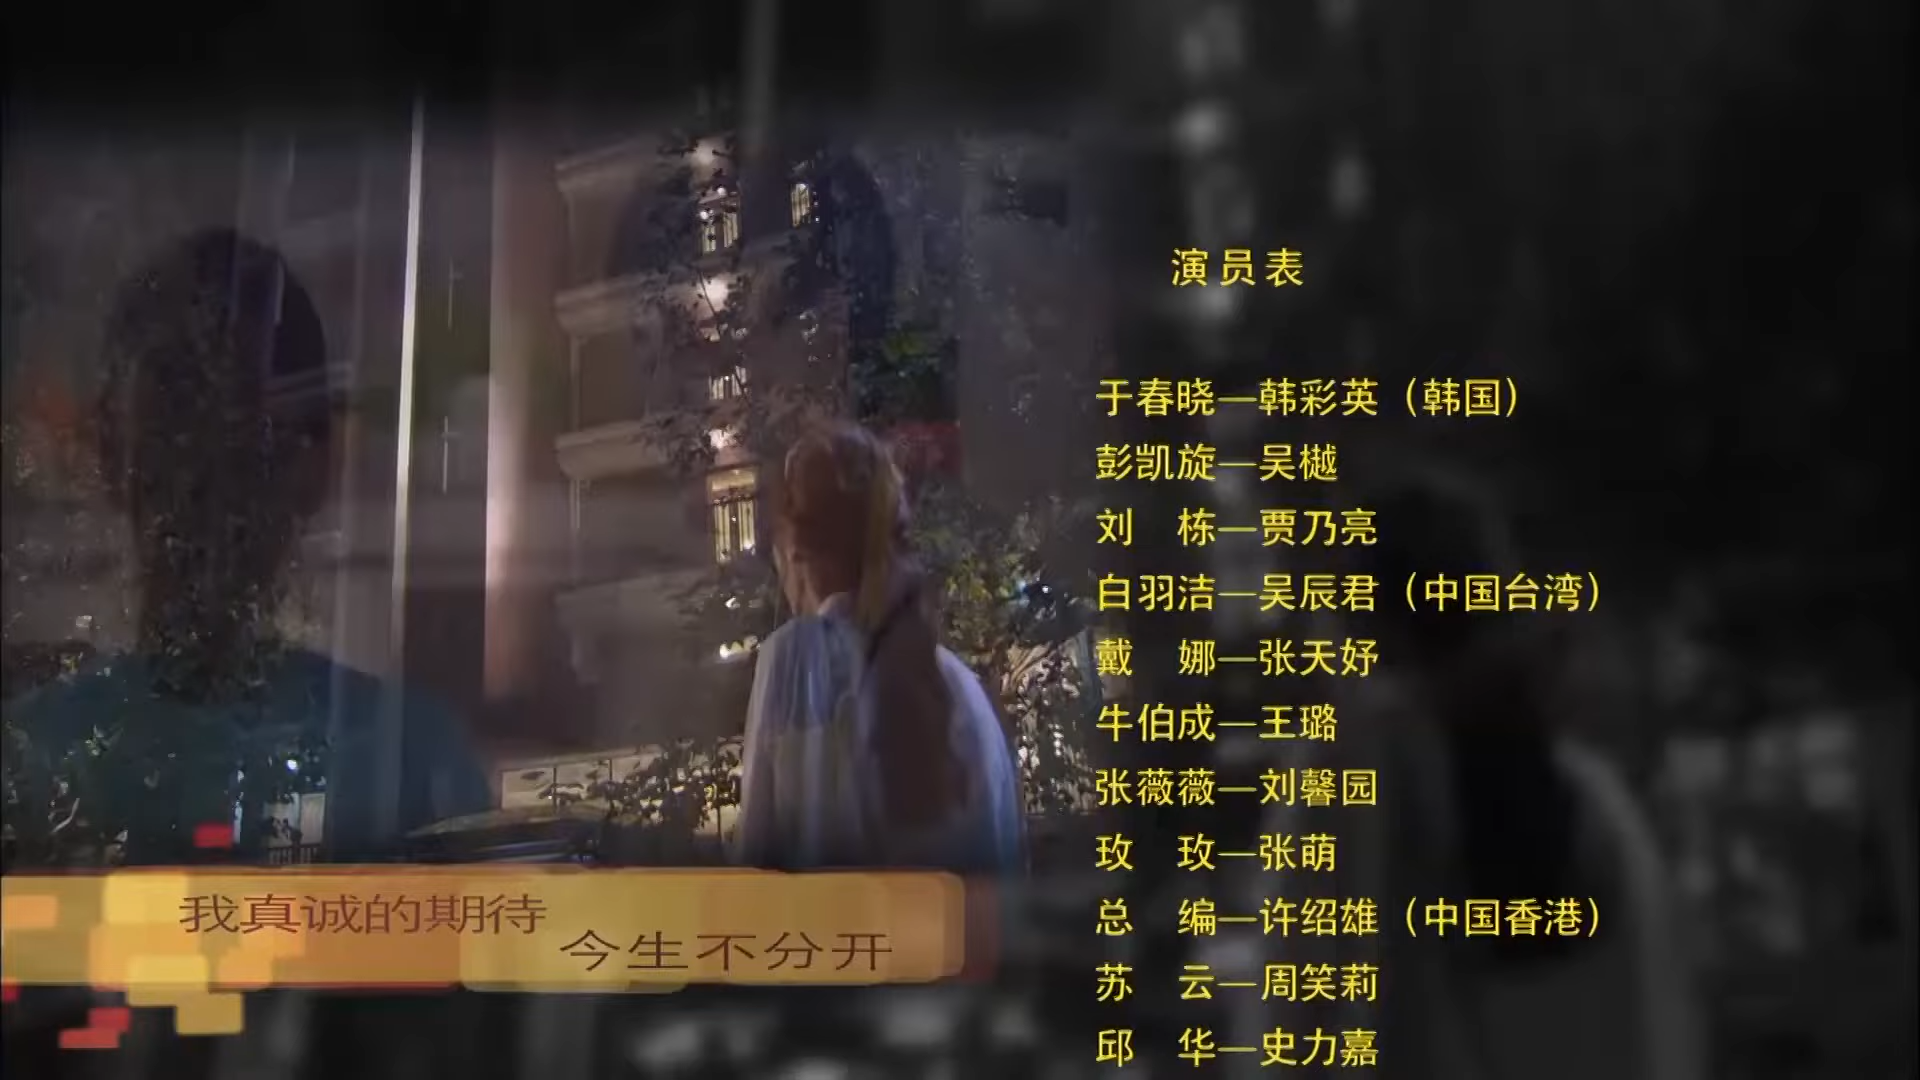 演员表
于春晓—韩彩英（韩国）
彭凯旋—吴樾
刘　栋—贾乃亮
白羽洁—吴辰君（中国台湾）
戴　娜—张天妤
牛伯成—王璐
张薇薇—刘馨园
玫　玫—张萌
总　编—许绍雄（中国香港）
苏　云—周笑莉
邱　华—史力嘉
我真诚的期待
今生不分开